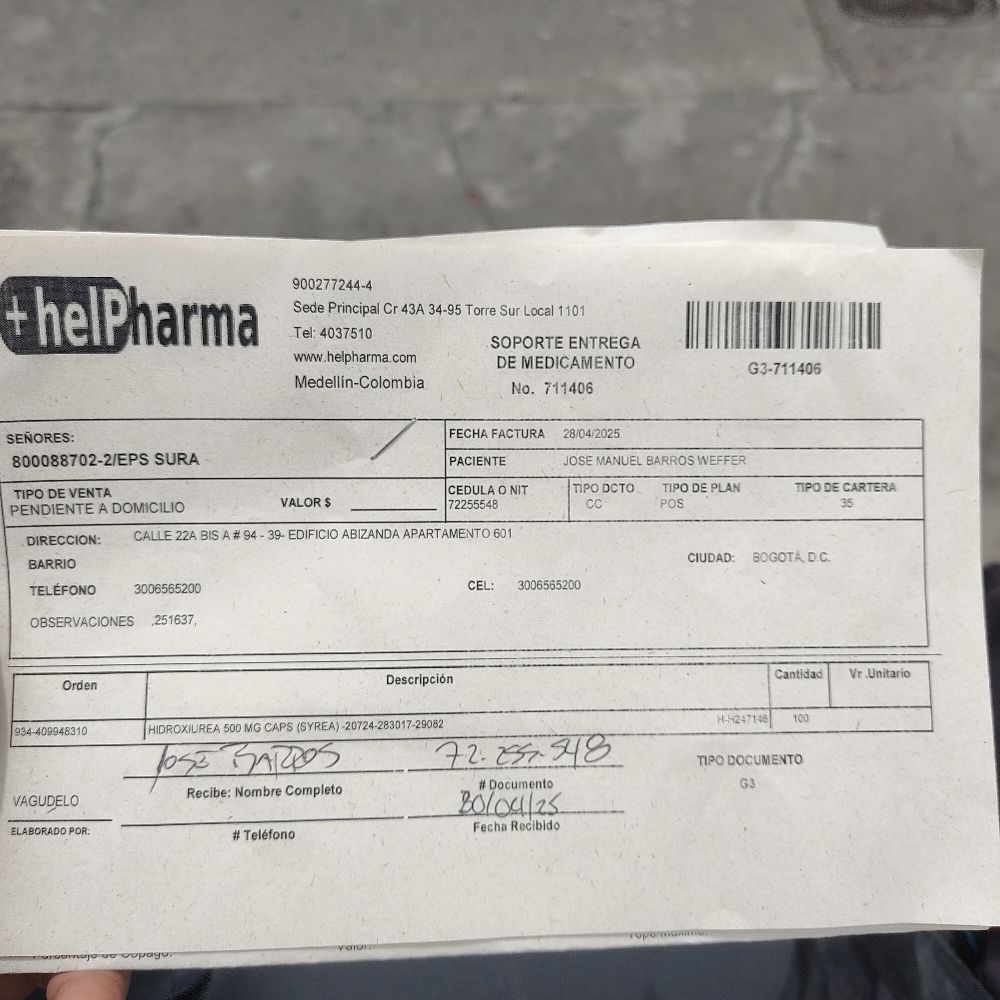 +helPharma
900277244-4
Sede Principal Cr 43A 34-95 Torre Sur Local 1101
Tel: 4037510
www.helpharma.com
Medellín-Colombia
SOPORTE ENTREGA
DE MEDICAMENTO
No. 711406
G3-711406
SEÑORES:
800088702-2/EPS SURA
FECHA FACTURA 28/04/2025
PACIENTE JOSE MANUEL BARROS WEFFER
TIPO DE VENTA
PENDIENTE A DOMICILIO
VALOR $
CEDULA O NIT
72255548
TIPO DCTO
CC
TIPO DE PLAN
POS
TIPO DE CARTERA
35
DIRECCION: CALLE 22A BIS A # 94 - 39- EDIFICIO ABIZANDA APARTAMENTO 601
BARRIO
CIUDAD: BOGOTÁ, D.C.
TELÉFONO 3006565200 CEL: 3006565200
OBSERVACIONES ,251637,
Orden Descripción Cantidad Vr .Unitario
934-409948310 HIDROXIUREA 500 MG CAPS (SYREA) -20724-283017-29082 H-H247146 100
JOSE BARROS 72.255.548
Recibe: Nombre Completo # Documento
TIPO DOCUMENTO
G3
VAGUDELO
30/04/25
ELABORADO POR: # Teléfono Fecha Recibido
Porcentaje de Copago: Valor: Tope Máximo: